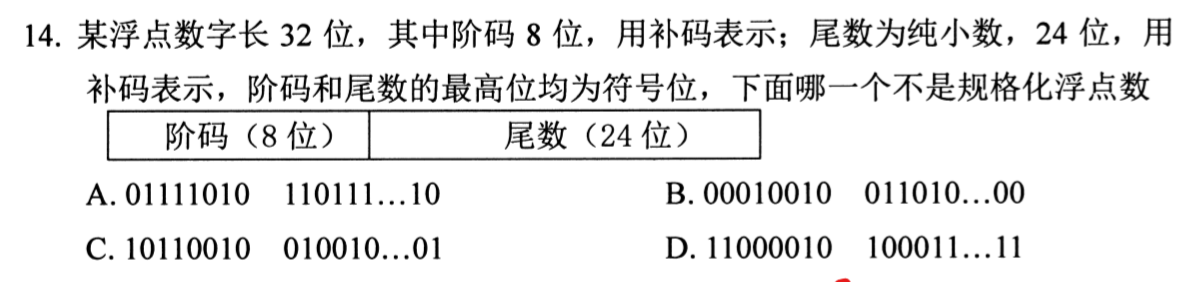 14. 某浮点数字长 32 位，其中阶码 8 位，用补码表示；尾数为纯小数，24 位，用
补码表示，阶码和尾数的最高位均为符号位，下面哪一个不是规格化浮点数
阶码（8 位） 尾数（24 位）
A. 01111010 110111…10 B. 00010010 011010…00
C. 10110010 010010…01 D. 11000010 100011…11